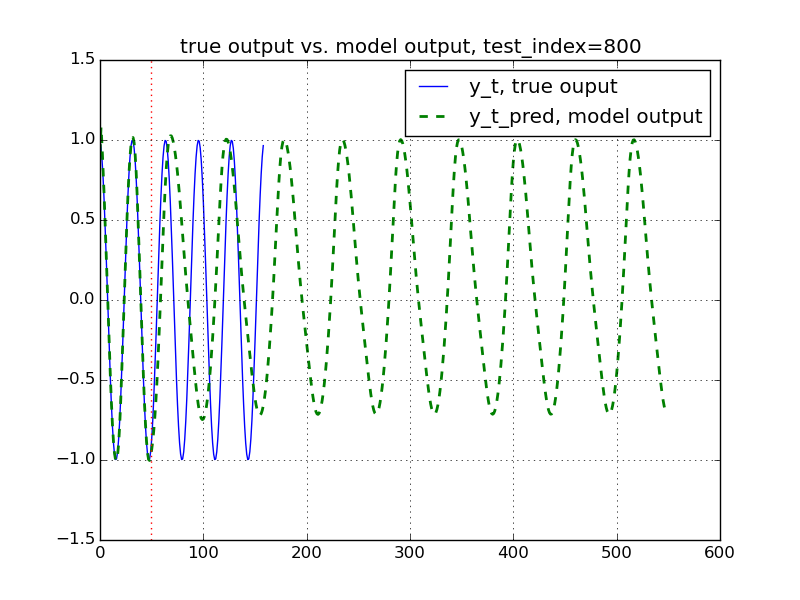 true output vs. model output, test_index=800
y_t, true ouput
y_t_pred, model output
1.5
1.0
0.5
0.0
−0.5
−1.0
−1.5
0 100 200 300 400 500 600